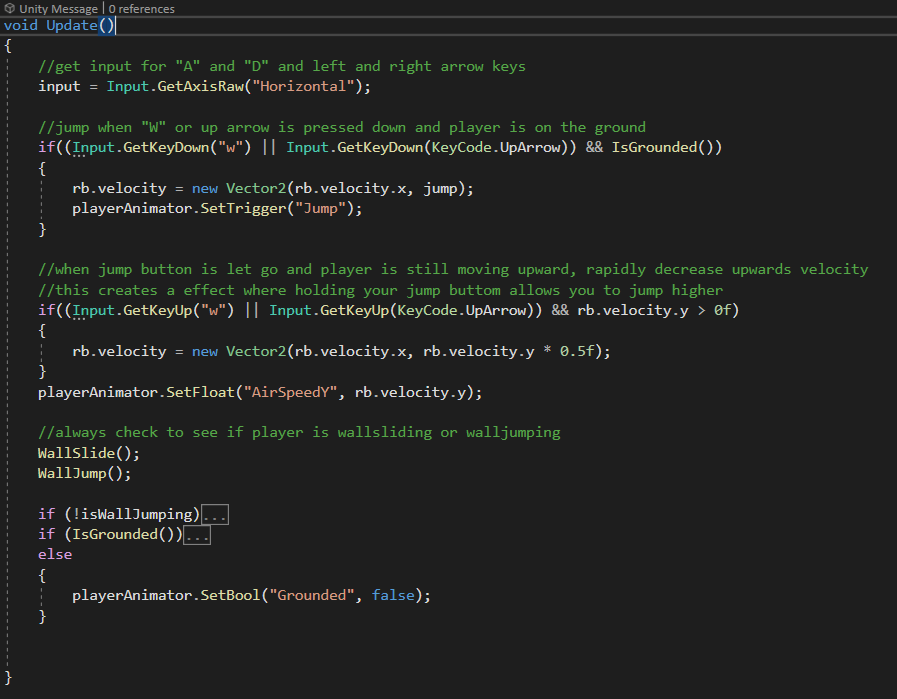 Unity Message | 0 references
void Update()
{
//get input for "A" and "D" and left and right arrow keys
input = Input.GetAxisRaw("Horizontal");
//jump when "W" or up arrow is pressed down and player is on the ground
if((Input.GetKeyDown("w") || Input.GetKeyDown(KeyCode.UpArrow)) && IsGrounded())
{
rb.velocity = new Vector2(rb.velocity.x, jump);
playerAnimator.SetTrigger("Jump");
}
//when jump button is let go and player is still moving upward, rapidly decrease upwards velocity
//this creates a effect where holding your jump buttom allows you to jump higher
if((Input.GetKeyUp("w") || Input.GetKeyUp(KeyCode.UpArrow)) && rb.velocity.y > 0f)
{
rb.velocity = new Vector2(rb.velocity.x, rb.velocity.y * 0.5f);
}
playerAnimator.SetFloat("AirSpeedY", rb.velocity.y);
//always check to see if player is wallsliding or walljumping
WallSlide();
WallJump();
if (!isWallJumping)...
if (IsGrounded())...
else
{
playerAnimator.SetBool("Grounded", false);
}
}